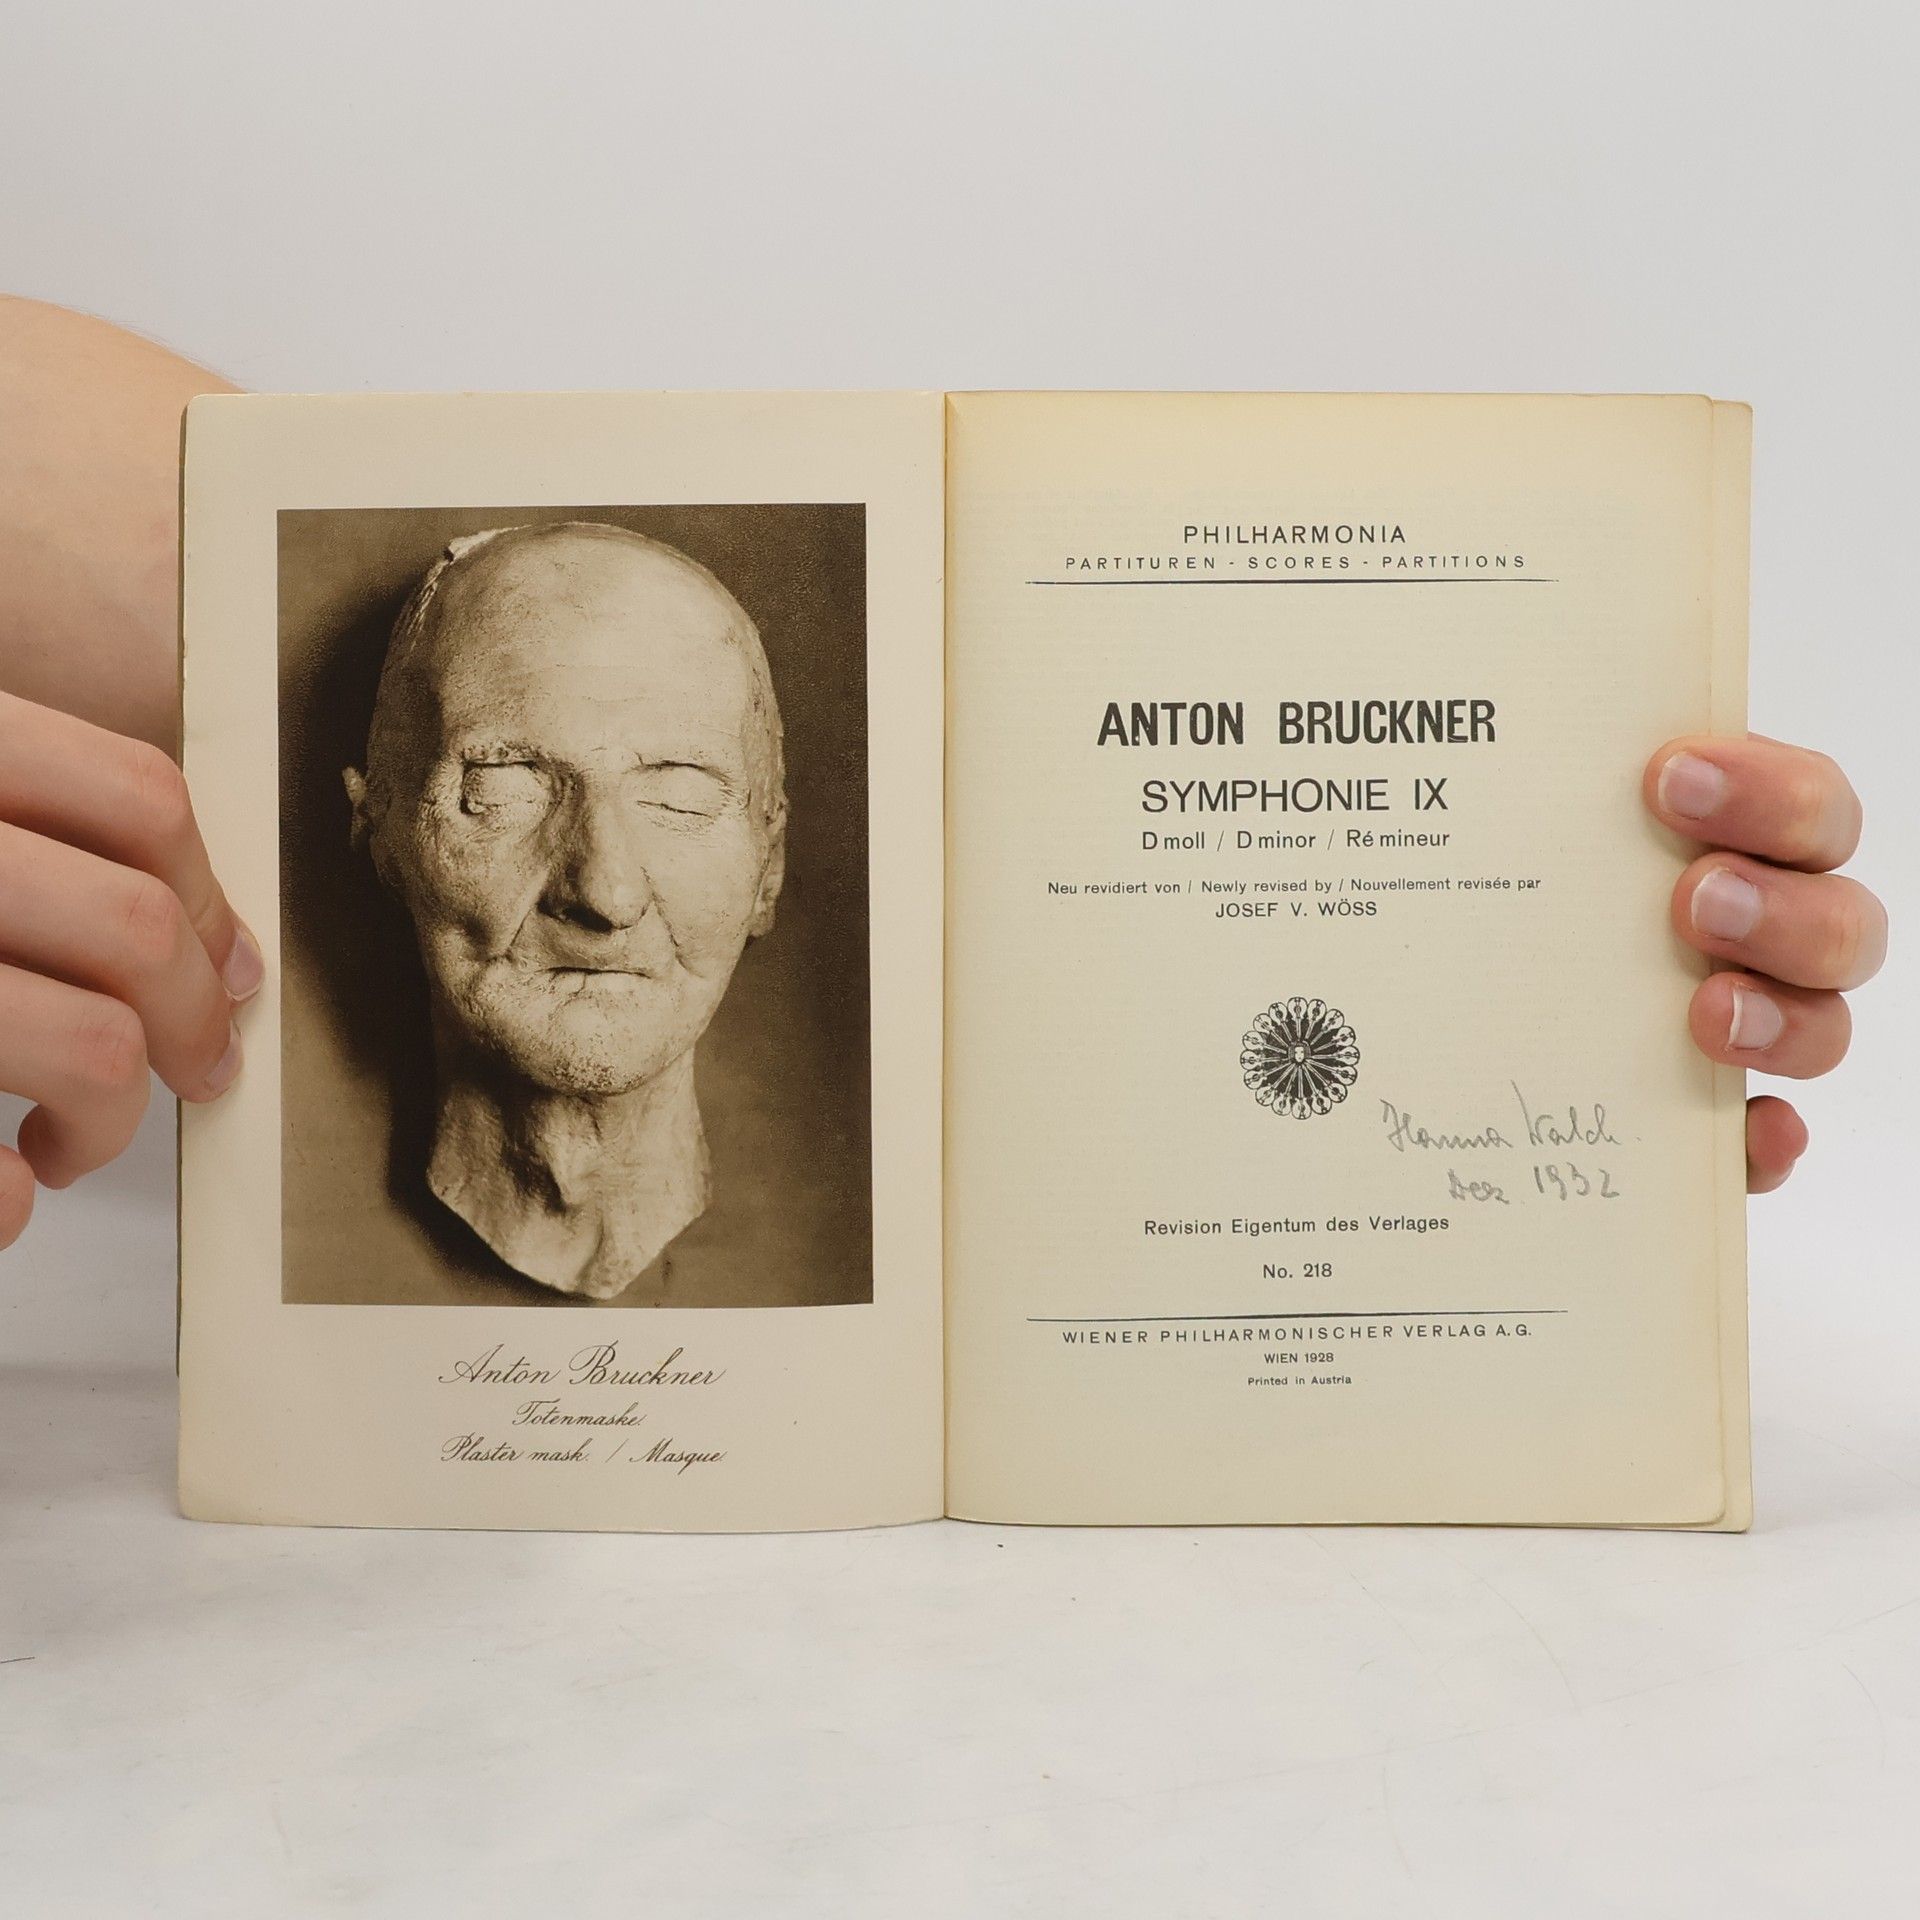 Anton Bruckner
Totenmaske.
Plaster mask. / Masque
PHILHARMONIA
PARTITUREN - SCORES - PARTITIONS
ANTON BRUCKNER
SYMPHONIE IX
D moll / D minor / Ré mineur
Neu revidiert von / Newly revised by / Nouvellement revisée par
JOSEF V. WÖSS
Hanna Walch.
Dez. 1932
Revision Eigentum des Verlages
No. 218
WIENER PHILHARMONISCHER VERLAG A. G.
WIEN 1928
Printed in Austria